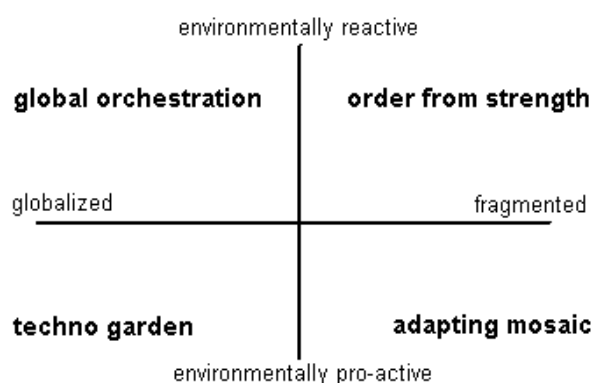 environmentally reactive
global orchestration
order from strength
globalized
fragmented
techno garden
adapting mosaic
environmentally pro-active